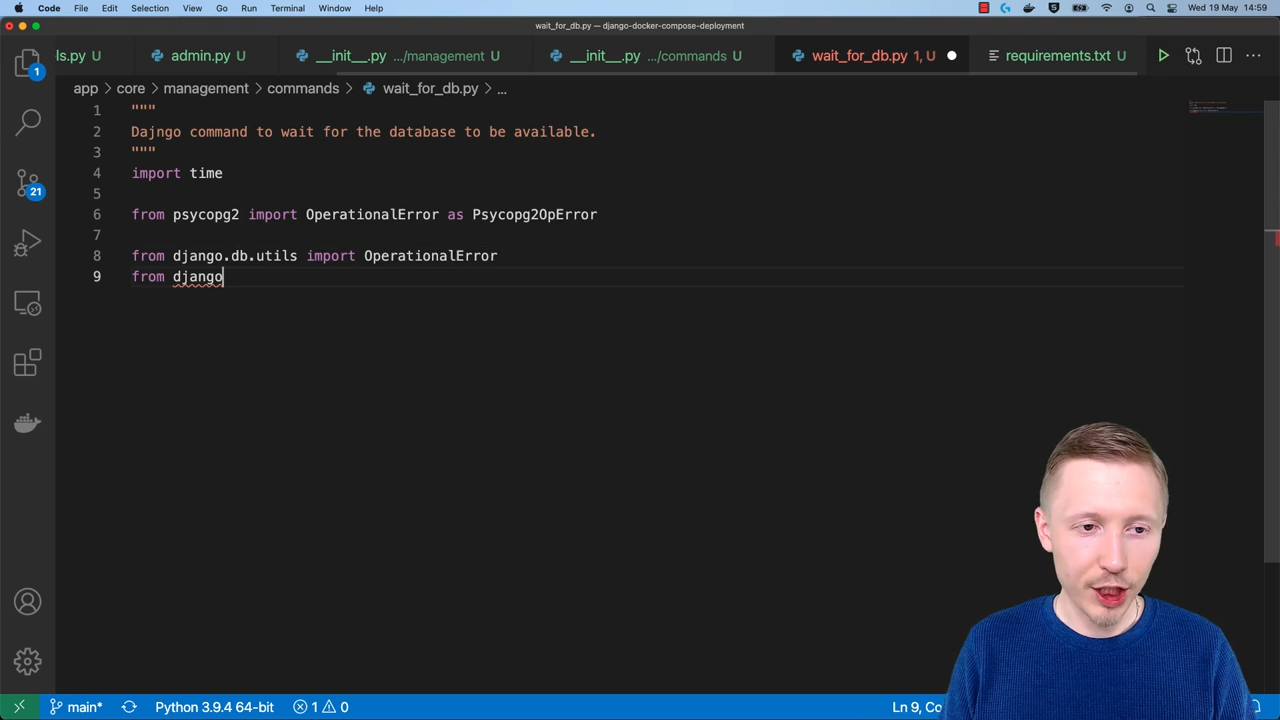 Code File Edit Selection View Go Run Terminal Window Help Wed 19 May 14:59
wait_for_db.py — django-docker-compose-deployment
ls.py U admin.py U __init__.py .../management U __init__.py .../commands U wait_for_db.py 1, U requirements.txt U
app > core > management > commands > wait_for_db.py > ...
1 """
2 Dajngo command to wait for the database to be available.
3 """
4 import time
5
6 from psycopg2 import OperationalError as Psycopg2OpError
7
8 from django.db.utils import OperationalError
9 from django
1
21
main* Python 3.9.4 64-bit 1 0 Ln 9, Co